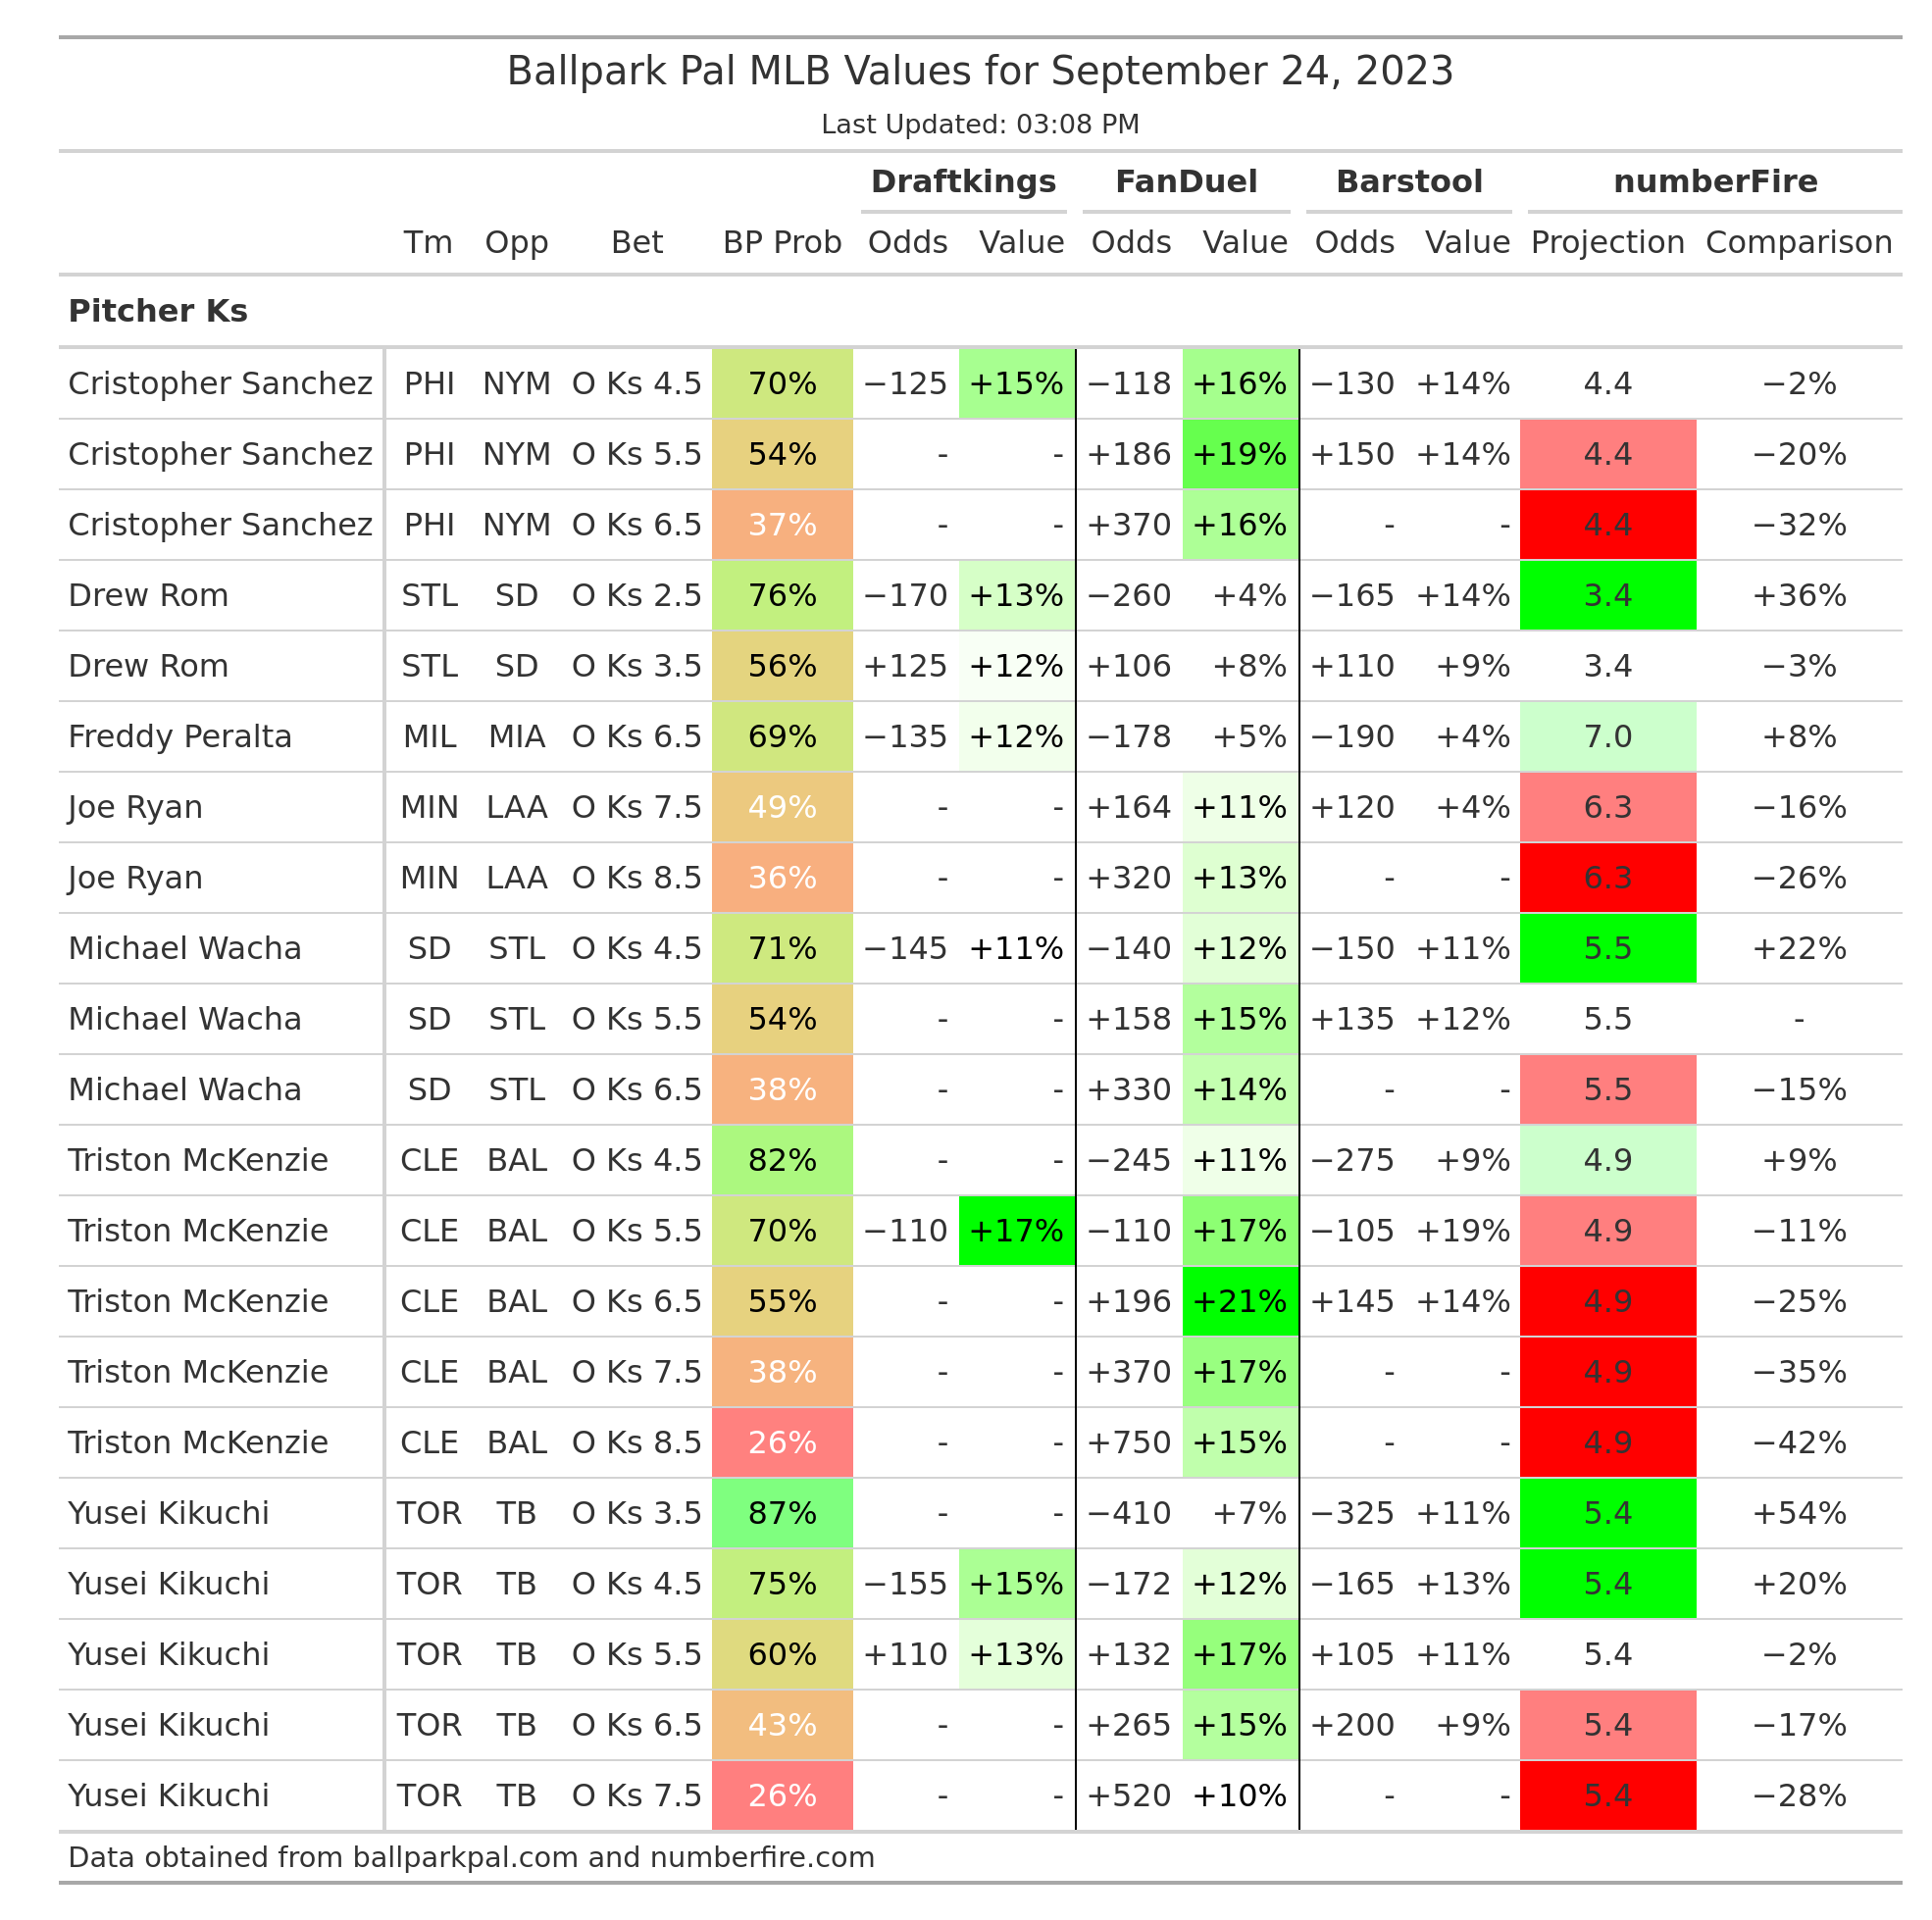 Ballpark Pal MLB Values for September 24, 2023
Last Updated: 03:08 PM
Draftkings FanDuel Barstool numberFire
Tm Opp Bet BP Prob Odds Value Odds Value Odds Value Projection Comparison
Pitcher Ks
Cristopher Sanchez PHI NYM O Ks 4.5 70% −125 +15% −118 +16% −130 +14% 4.4 −2%
Cristopher Sanchez PHI NYM O Ks 5.5 54% - - +186 +19% +150 +14% 4.4 −20%
Cristopher Sanchez PHI NYM O Ks 6.5 37% - - +370 +16% - - 4.4 −32%
Drew Rom STL SD O Ks 2.5 76% −170 +13% −260 +4% −165 +14% 3.4 +36%
Drew Rom STL SD O Ks 3.5 56% +125 +12% +106 +8% +110 +9% 3.4 −3%
Freddy Peralta MIL MIA O Ks 6.5 69% −135 +12% −178 +5% −190 +4% 7.0 +8%
Joe Ryan MIN LAA O Ks 7.5 49% - - +164 +11% +120 +4% 6.3 −16%
Joe Ryan MIN LAA O Ks 8.5 36% - - +320 +13% - - 6.3 −26%
Michael Wacha SD STL O Ks 4.5 71% −145 +11% −140 +12% −150 +11% 5.5 +22%
Michael Wacha SD STL O Ks 5.5 54% - - +158 +15% +135 +12% 5.5 -
Michael Wacha SD STL O Ks 6.5 38% - - +330 +14% - - 5.5 −15%
Triston McKenzie CLE BAL O Ks 4.5 82% - - −245 +11% −275 +9% 4.9 +9%
Triston McKenzie CLE BAL O Ks 5.5 70% −110 +17% −110 +17% −105 +19% 4.9 −11%
Triston McKenzie CLE BAL O Ks 6.5 55% - - +196 +21% +145 +14% 4.9 −25%
Triston McKenzie CLE BAL O Ks 7.5 38% - - +370 +17% - - 4.9 −35%
Triston McKenzie CLE BAL O Ks 8.5 26% - - +750 +15% - - 4.9 −42%
Yusei Kikuchi TOR TB O Ks 3.5 87% - - −410 +7% −325 +11% 5.4 +54%
Yusei Kikuchi TOR TB O Ks 4.5 75% −155 +15% −172 +12% −165 +13% 5.4 +20%
Yusei Kikuchi TOR TB O Ks 5.5 60% +110 +13% +132 +17% +105 +11% 5.4 −2%
Yusei Kikuchi TOR TB O Ks 6.5 43% - - +265 +15% +200 +9% 5.4 −17%
Yusei Kikuchi TOR TB O Ks 7.5 26% - - +520 +10% - - 5.4 −28%
Data obtained from ballparkpal.com and numberfire.com